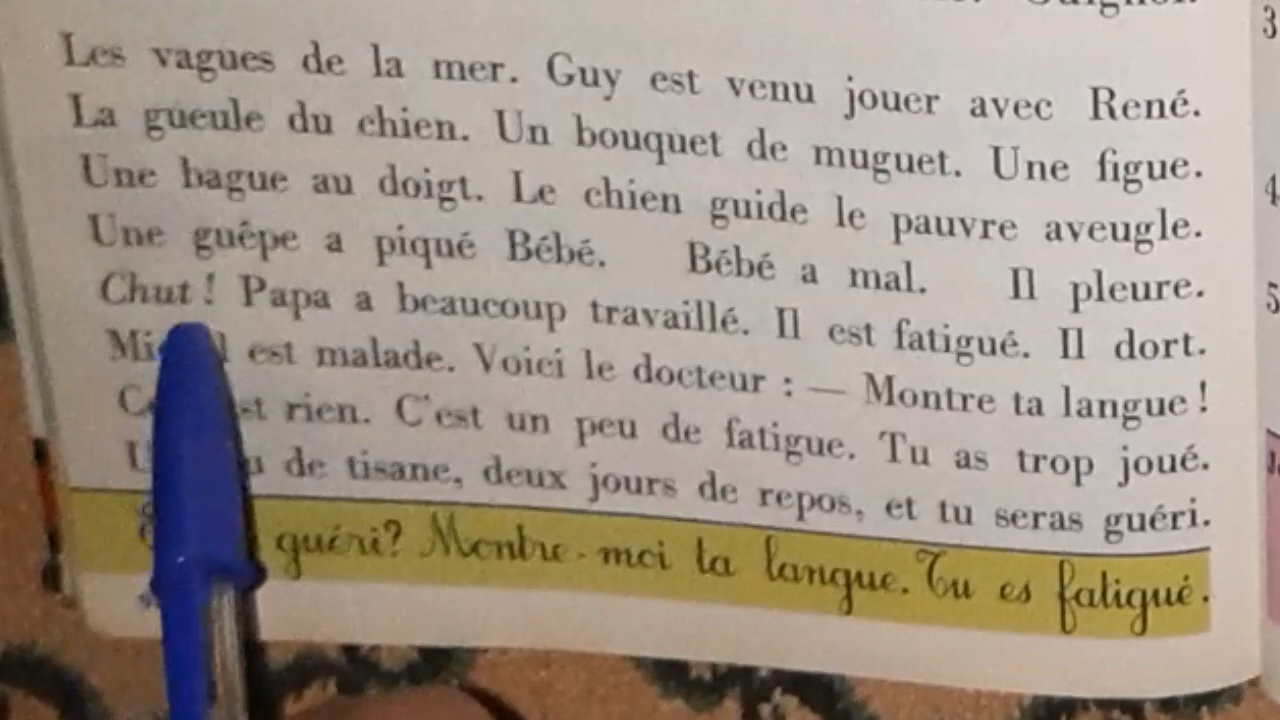 Les vagues de la mer. Guy est venu jouer avec René.
La gueule du chien. Un bouquet de muguet. Une figue.
Une bague au doigt. Le chien guide le pauvre aveugle.
Une guêpe a piqué Bébé. Bébé a mal. Il pleure.
Chut ! Papa a beaucoup travaillé. Il est fatigué. Il dort.
est malade. Voici le docteur : — Montre ta langue !
rien. C'est un peu de fatigue. Tu as trop joué.
de tisane, deux jours de repos, et tu seras guéri.
guéri? Montre-moi ta langue. Tu es fatigué.
3
4
5